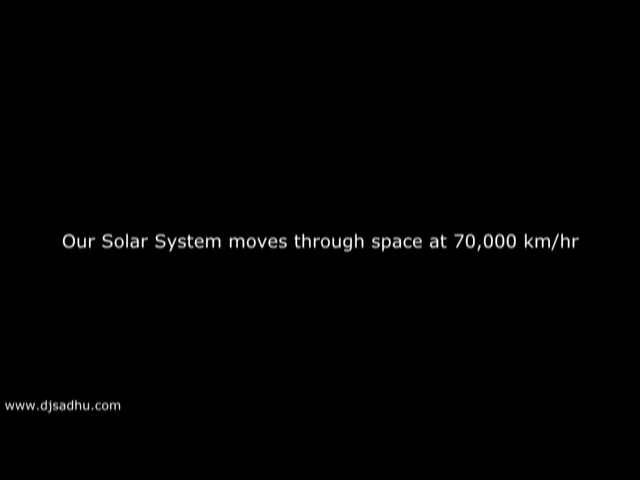 Our Solar System moves through space at 70,000 km/hr
www.djsadhu.com